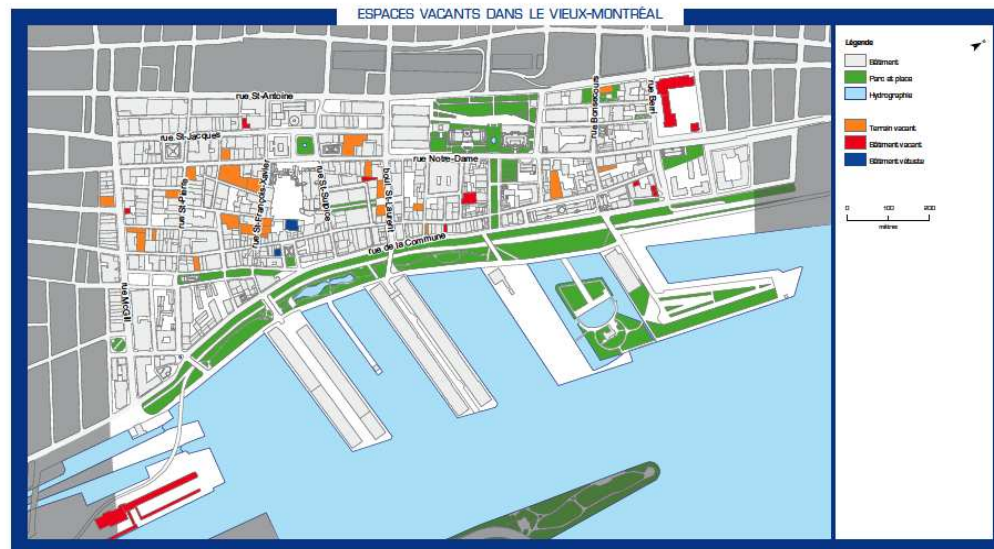 ESPACES VACANTS DANS LE VIEUX-MONTRÉAL
Légende
Bâtiment
Parc et place
Hydrographie
Terrain vacant
Bâtiment vacant
Bâtiment vétuste
0 100 200
mètres
rue St-Antoine
rue St-Jacques
rue Notre-Dame
rue Bonsecours
rue Berri
rue St-Pierre
rue St-François-Xavier
rue St-Sulpice
boul. St-Laurent
rue de la Commune
rue McGill